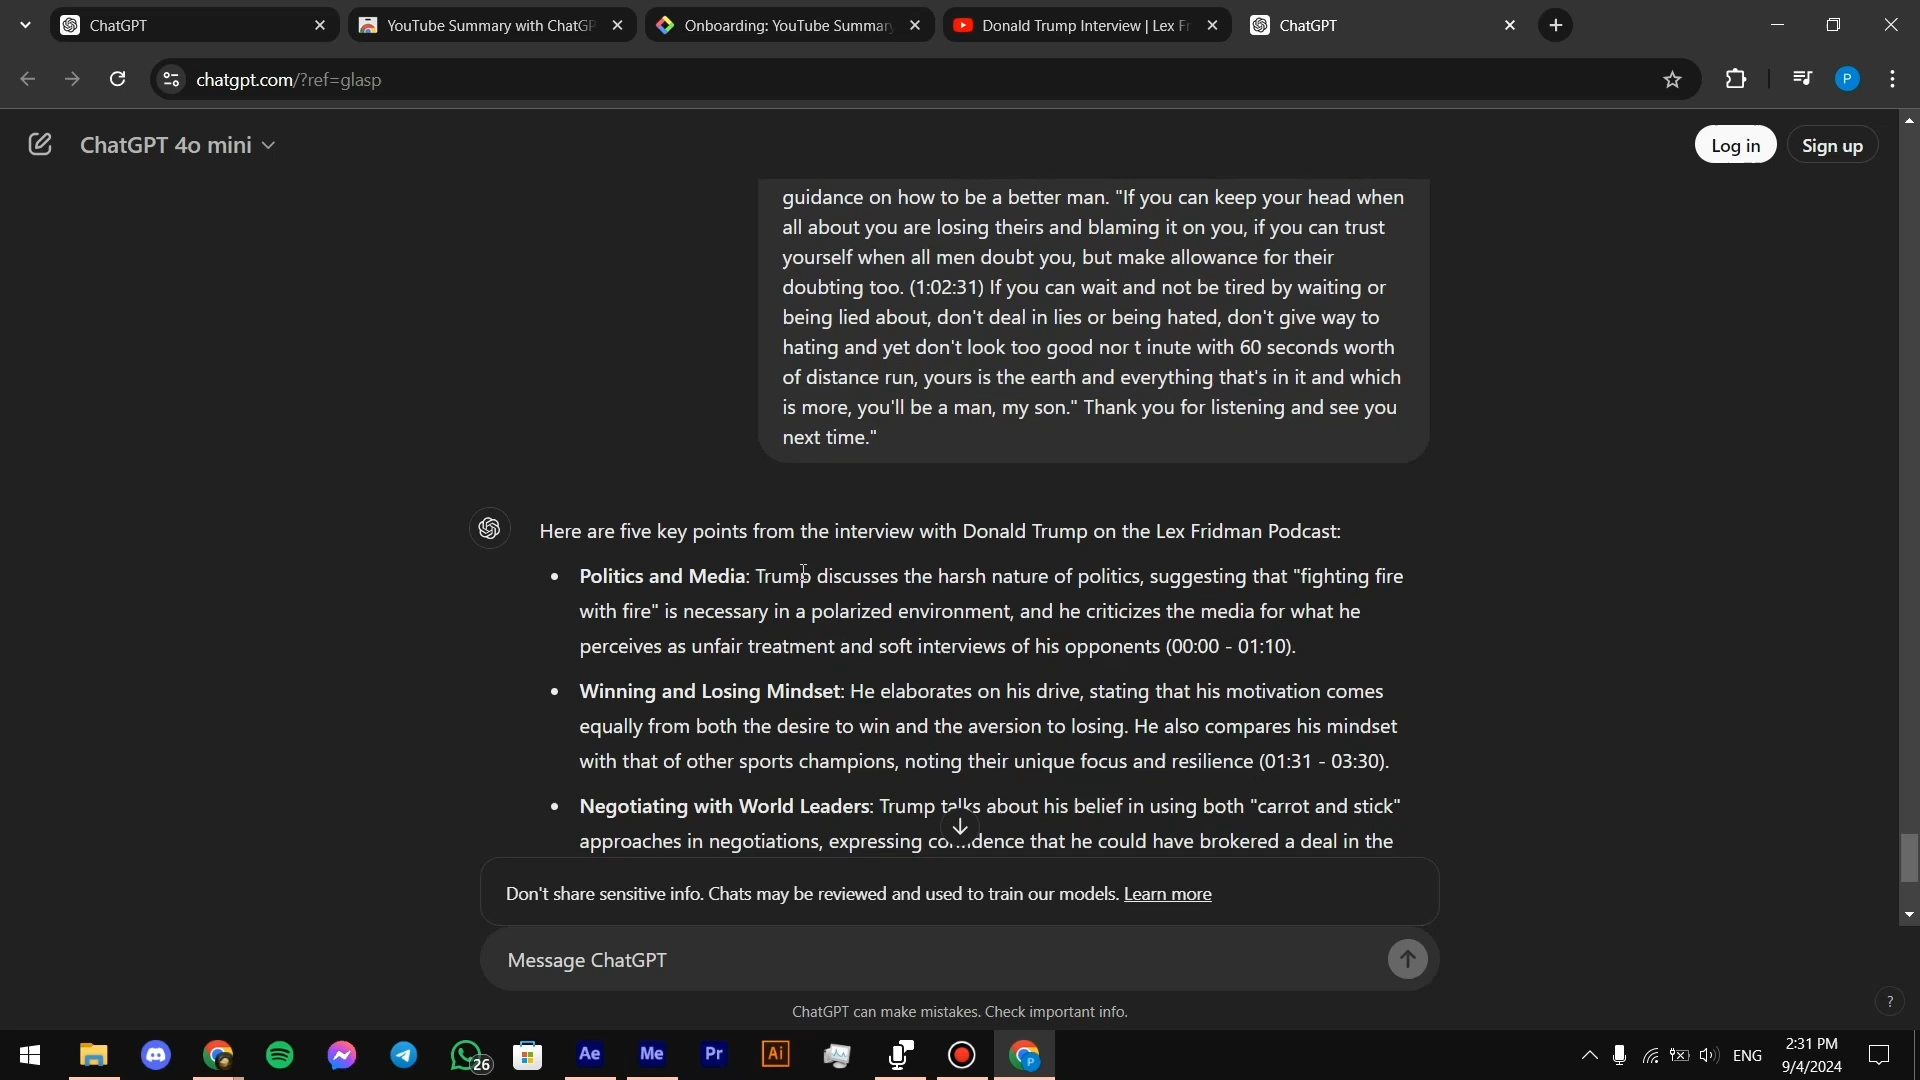 ChatGPT
YouTube Summary with ChatGP
Onboarding: YouTube Summar
Donald Trump Interview | Lex Fr
ChatGPT
chatgpt.com/?ref=glasp
P
ChatGPT 4o mini
Log in
Sign up
guidance on how to be a better man. "If you can keep your head when
all about you are losing theirs and blaming it on you, if you can trust
yourself when all men doubt you, but make allowance for their
doubting too. (1:02:31) If you can wait and not be tired by waiting or
being lied about, don't deal in lies or being hated, don't give way to
hating and yet don't look too good nor t inute with 60 seconds worth
of distance run, yours is the earth and everything that's in it and which
is more, you'll be a man, my son." Thank you for listening and see you
next time."
Here are five key points from the interview with Donald Trump on the Lex Fridman Podcast:
• Politics and Media: Trump discusses the harsh nature of politics, suggesting that "fighting fire
with fire" is necessary in a polarized environment, and he criticizes the media for what he
perceives as unfair treatment and soft interviews of his opponents (00:00 - 01:10).
• Winning and Losing Mindset: He elaborates on his drive, stating that his motivation comes
equally from both the desire to win and the aversion to losing. He also compares his mindset
with that of other sports champions, noting their unique focus and resilience (01:31 - 03:30).
• Negotiating with World Leaders: Trump talks about his belief in using both "carrot and stick"
approaches in negotiations, expressing confidence that he could have brokered a deal in the
Don't share sensitive info. Chats may be reviewed and used to train our models. Learn more
Message ChatGPT
ChatGPT can make mistakes. Check important info.
?
26
Ae
Me
Pr
Ai
P
ENG
2:31 PM
9/4/2024